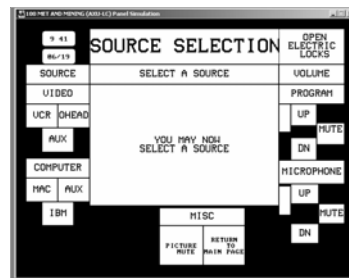 100 MET AND MINING (AXU-LC) Panel Simulation
9 41
06/19
SOURCE SELECTION
OPEN
ELECTRIC
LOCKS
SOURCE
SELECT A SOURCE
VOLUME
VIDEO
PROGRAM
VCR
OHEAD
AUX
UP
MUTE
DN
YOU MAY NOW
SELECT A SOURCE
COMPUTER
MAC
AUX
IBM
MICROPHONE
UP
MUTE
DN
MISC
PICTURE
MUTE
RETURN
TO
MAIN PAGE